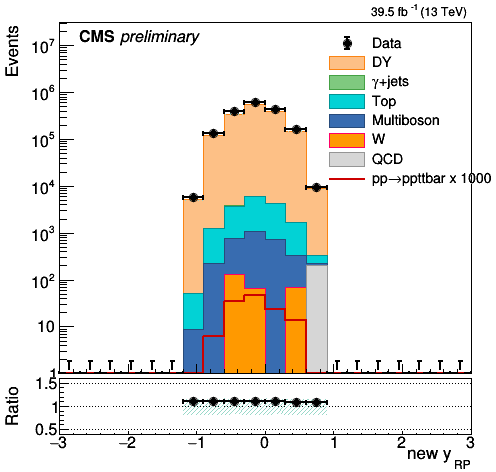 39.5 fb⁻¹ (13 TeV)
Events
CMS preliminary
Data
DY
γ+jets
Top
Multiboson
W
QCD
pp→ppttbar x 1000
10⁷
10⁶
10⁵
10⁴
10³
10²
10
1
Ratio
1.5
1
0.5
−3 −2 −1 0 1 2 3
new y_RP